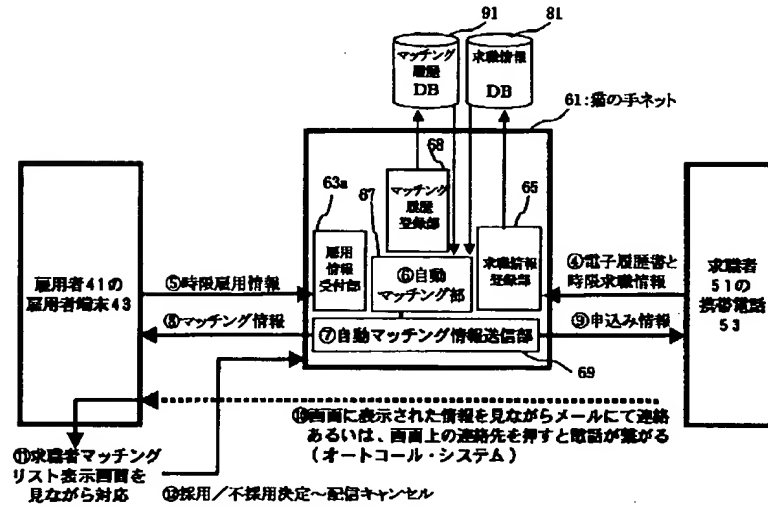 91
81
マッチング
履歴
DB
求職情報
DB
61:猫の手ネット
68
63a
67
65
マッチング
履歴
登録部
雇用
情報
受付部
⑥自動
マッチング部
求職情報
登録部
雇用者41の
雇用者端末43
⑤時限雇用情報
④電子履歴書と
時限求職情報
求職者
51の
携帯電話
53
⑧マッチング情報
⑦自動マッチング情報送信部
⑨申込み情報
69
⑩画面に表示された情報を見ながらメールにて連絡
あるいは、画面上の連絡先を押すと電話が繋がる
(オートコール・システム)
⑪求職者マッチング
リスト表示画面を
見ながら対応
⑫採用/不採用決定~配信キャンセル